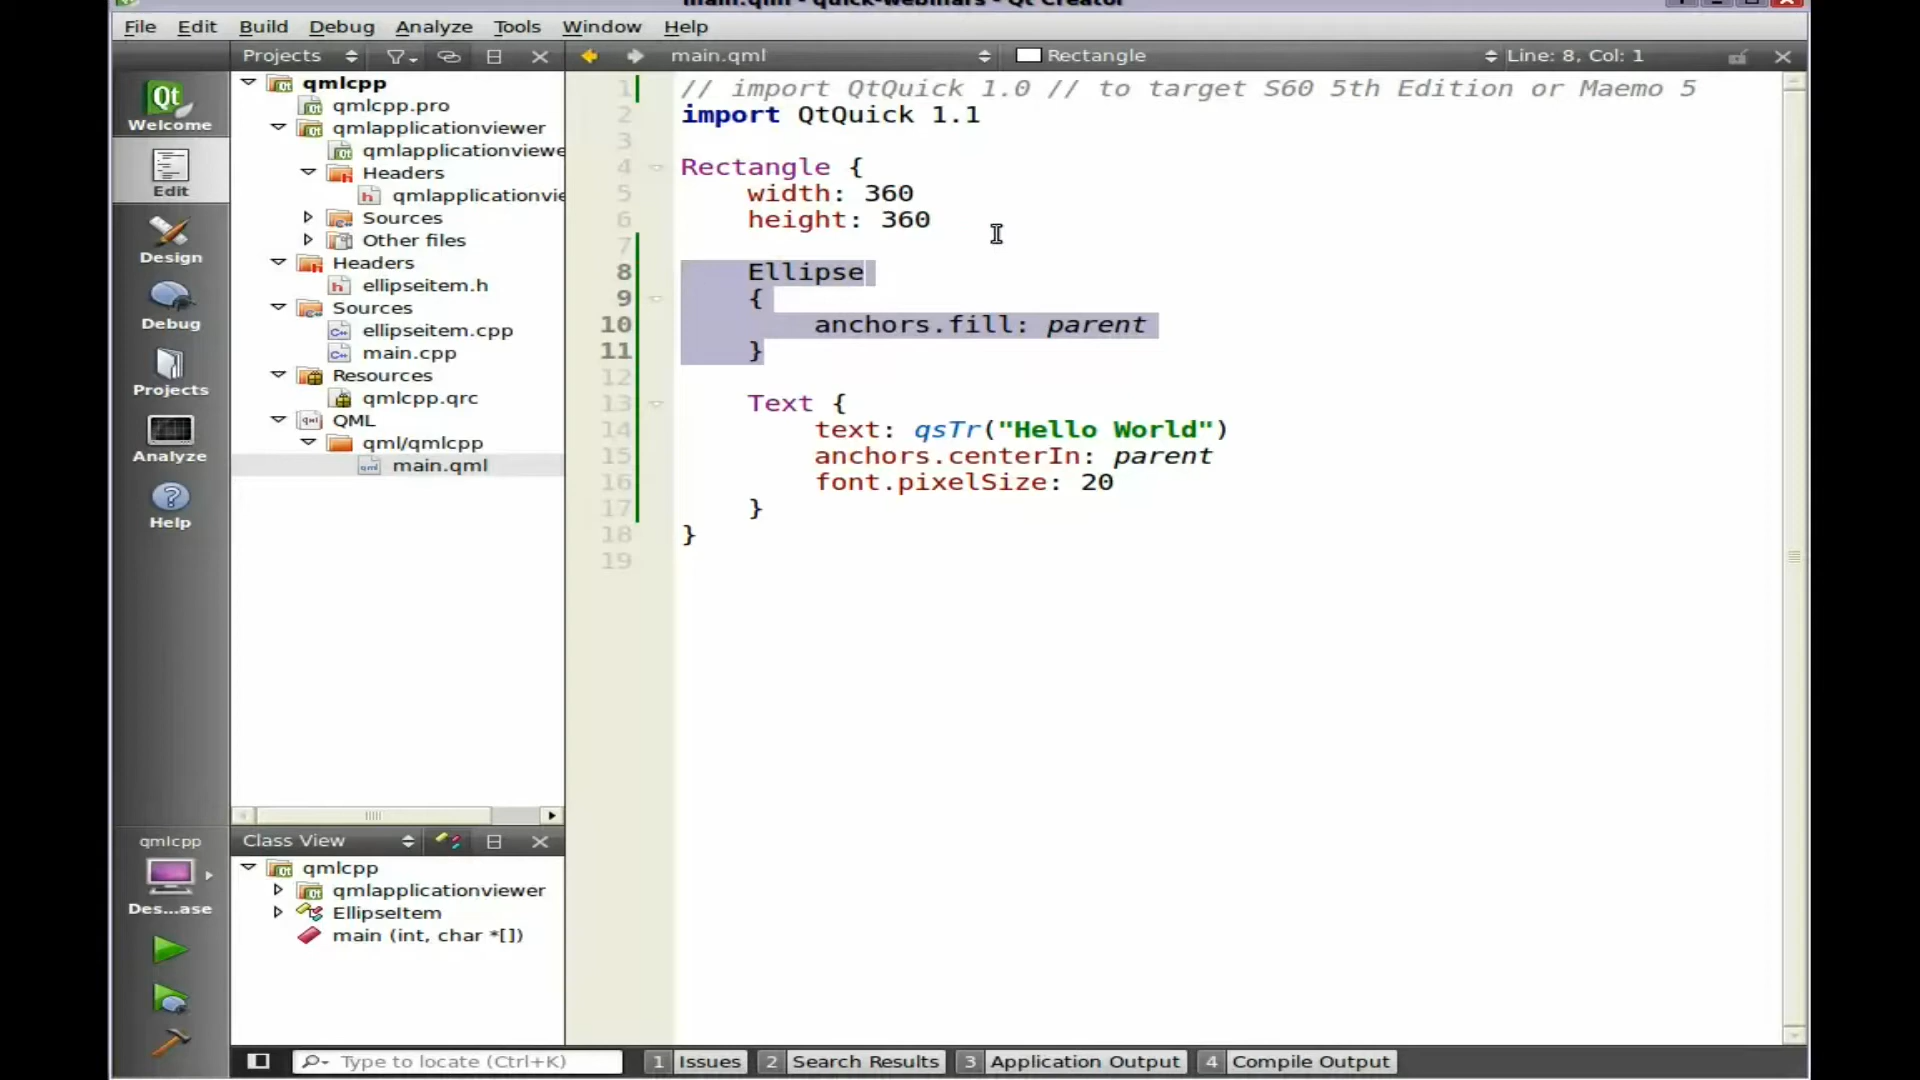 main.qml - quick-webinars - Qt Creator
File Edit Build Debug Analyze Tools Window Help
Projects main.qml Rectangle Line: 8, Col: 1
Welcome
Edit
Design
Debug
Projects
Analyze
Help
qmlcpp
qmlcpp.pro
qmlapplicationviewer
qmlapplicationviewe
Headers
qmlapplicationvie
Sources
Other files
Headers
ellipseitem.h
Sources
ellipseitem.cpp
main.cpp
Resources
qmlcpp.qrc
QML
qml/qmlcpp
main.qml
1 // import QtQuick 1.0 // to target S60 5th Edition or Maemo 5
2 import QtQuick 1.1
3
4 Rectangle {
5 width: 360
6 height: 360
7
8 Ellipse
9 {
10 anchors.fill: parent
11 }
12
13 Text {
14 text: qsTr("Hello World")
15 anchors.centerIn: parent
16 font.pixelSize: 20
17 }
18 }
19
Class View
qmlcpp
qmlapplicationviewer
EllipseItem
main (int, char *[])
qmlcpp
Des...ase
Type to locate (Ctrl+K) 1 Issues 2 Search Results 3 Application Output 4 Compile Output